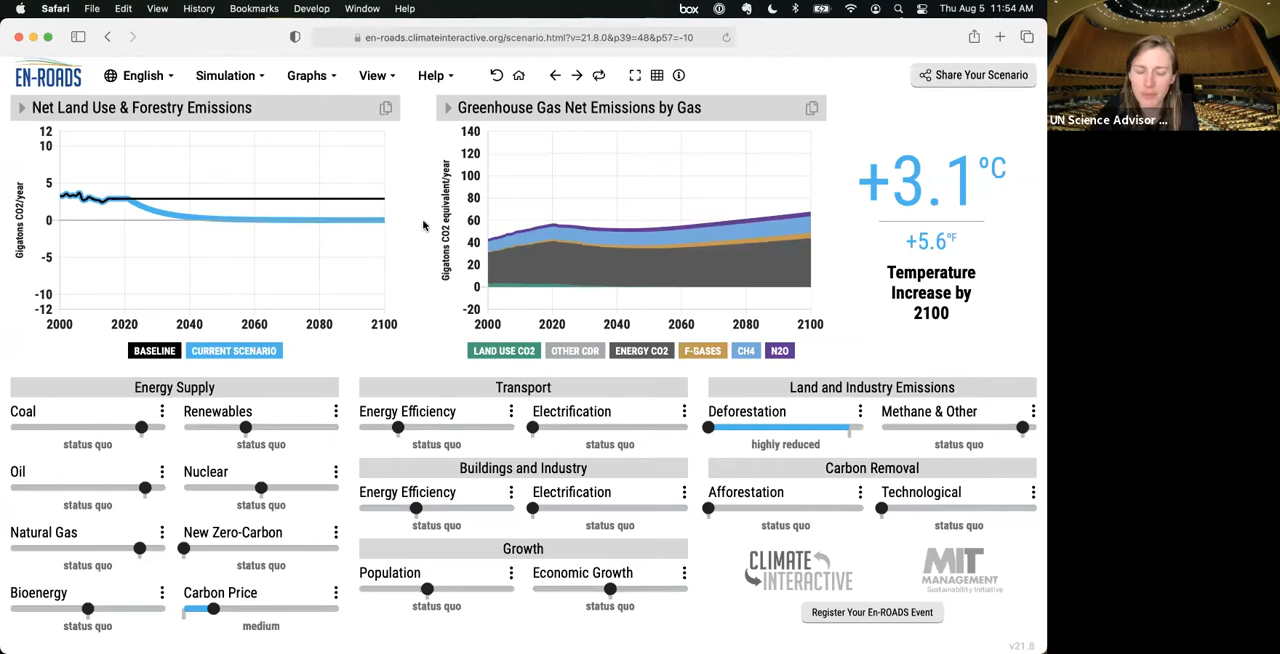 Safari File Edit View History Bookmarks Develop Window Help box Thu Aug 5 11:54 AM
en-roads.climateinteractive.org/scenario.html?v=21.8.0&p39=48&p57=-10
EN-ROADS English Simulation Graphs View Help Share Your Scenario
UN Science Advisor ...
Net Land Use & Forestry Emissions
Gigatons CO2/year
12
10
5
0
-5
-10
-12
2000 2020 2040 2060 2080 2100
BASELINE CURRENT SCENARIO
Greenhouse Gas Net Emissions by Gas
Gigatons CO2 equivalent/year
140
120
100
80
60
40
20
0
-20
2000 2020 2040 2060 2080 2100
LAND USE CO2 OTHER CDR ENERGY CO2 F-GASES CH4 N2O
+3.1°C
+5.6°F
Temperature
Increase by
2100
Energy Supply
Coal Renewables
status quo status quo
Oil Nuclear
status quo status quo
Natural Gas New Zero-Carbon
status quo status quo
Bioenergy Carbon Price
status quo medium
Transport
Energy Efficiency Electrification
status quo status quo
Buildings and Industry
Energy Efficiency Electrification
status quo status quo
Growth
Population Economic Growth
status quo status quo
Land and Industry Emissions
Deforestation Methane & Other
highly reduced status quo
Carbon Removal
Afforestation Technological
status quo status quo
CLIMATE
INTERACTIVE
MIT
MANAGEMENT
Sustainability Initiative
Register Your En-ROADS Event
v21.8